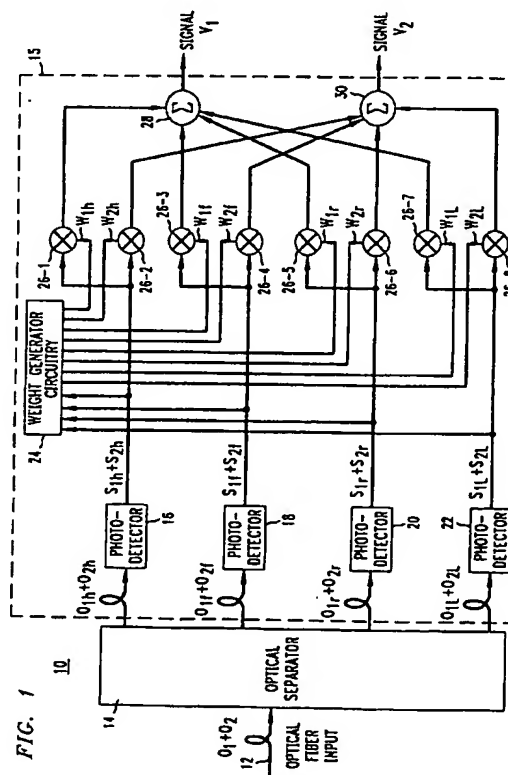 FIG. 1
10
15
12
O1+O2
OPTICAL
FIBER
INPUT
14
OPTICAL
SEPARATOR
O1h+O2h
PHOTO-
DETECTOR
16
S1h+S2h
O1f+O2f
PHOTO-
DETECTOR
18
S1f+S2f
O1r+O2r
PHOTO-
DETECTOR
20
S1r+S2r
O1L+O2L
PHOTO-
DETECTOR
22
S1L+S2L
24
WEIGHT GENERATOR
CIRCUITRY
26-1
W1h
W2h
26-2
26-3
W1f
W2f
26-4
26-5
W1r
W2r
26-6
26-7
W1L
W2L
26-8
Σ
28
SIGNAL
V1
Σ
30
SIGNAL
V2